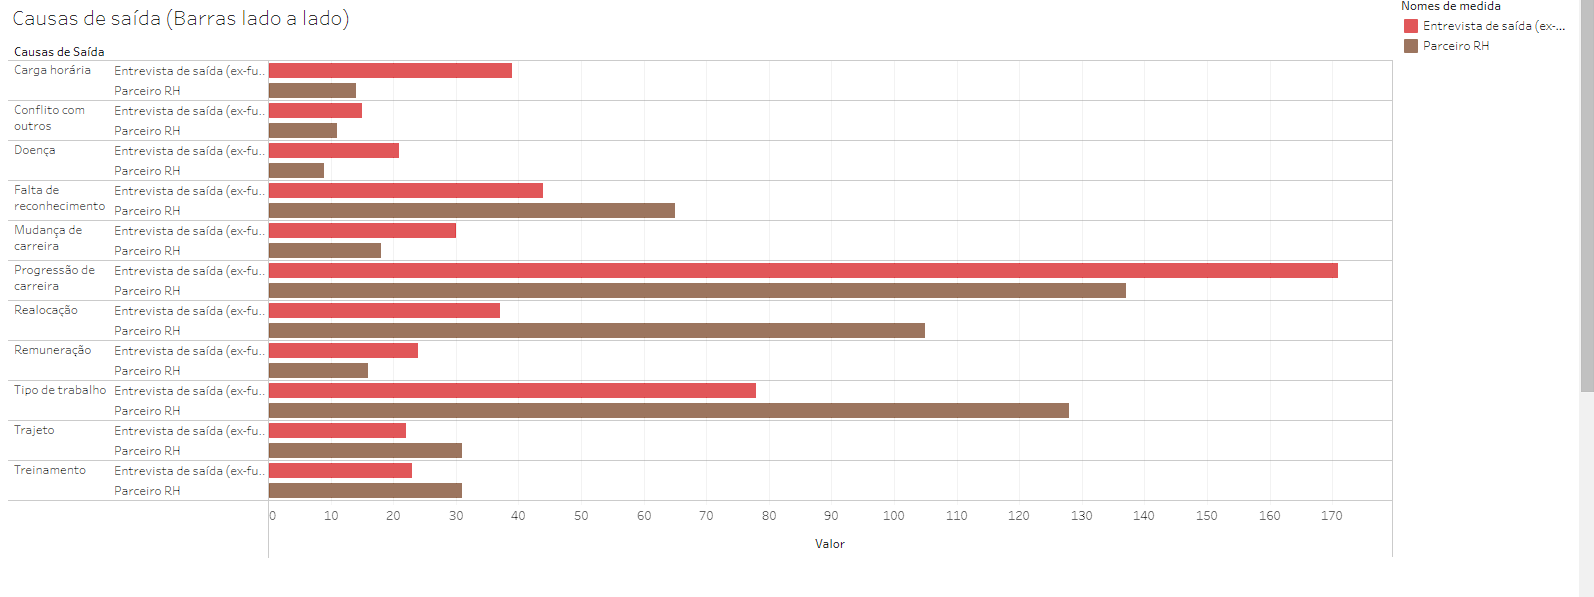 Causas de saída (Barras lado a lado)
Nomes de medida
Entrevista de saída (ex-...
Parceiro RH
Causas de Saída
Carga horária
Entrevista de saída (ex-fu..
Parceiro RH
Conflito com
outros
Entrevista de saída (ex-fu..
Parceiro RH
Doença
Entrevista de saída (ex-fu..
Parceiro RH
Falta de
reconhecimento
Entrevista de saída (ex-fu..
Parceiro RH
Mudança de
carreira
Entrevista de saída (ex-fu..
Parceiro RH
Progressão de
carreira
Entrevista de saída (ex-fu..
Parceiro RH
Realocação
Entrevista de saída (ex-fu..
Parceiro RH
Remuneração
Entrevista de saída (ex-fu..
Parceiro RH
Tipo de trabalho
Entrevista de saída (ex-fu..
Parceiro RH
Trajeto
Entrevista de saída (ex-fu..
Parceiro RH
Treinamento
Entrevista de saída (ex-fu..
Parceiro RH
0 10 20 30 40 50 60 70 80 90 100 110 120 130 140 150 160 170
Valor